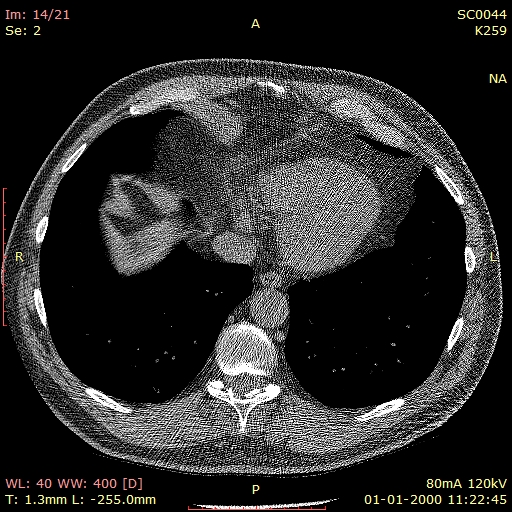 Im: 14/21
Se: 2
A
SC0044
K259
NA
R
L
WL: 40 WW: 400 [D]
T: 1.3mm L: -255.0mm
P
80mA 120kV
01-01-2000 11:22:45